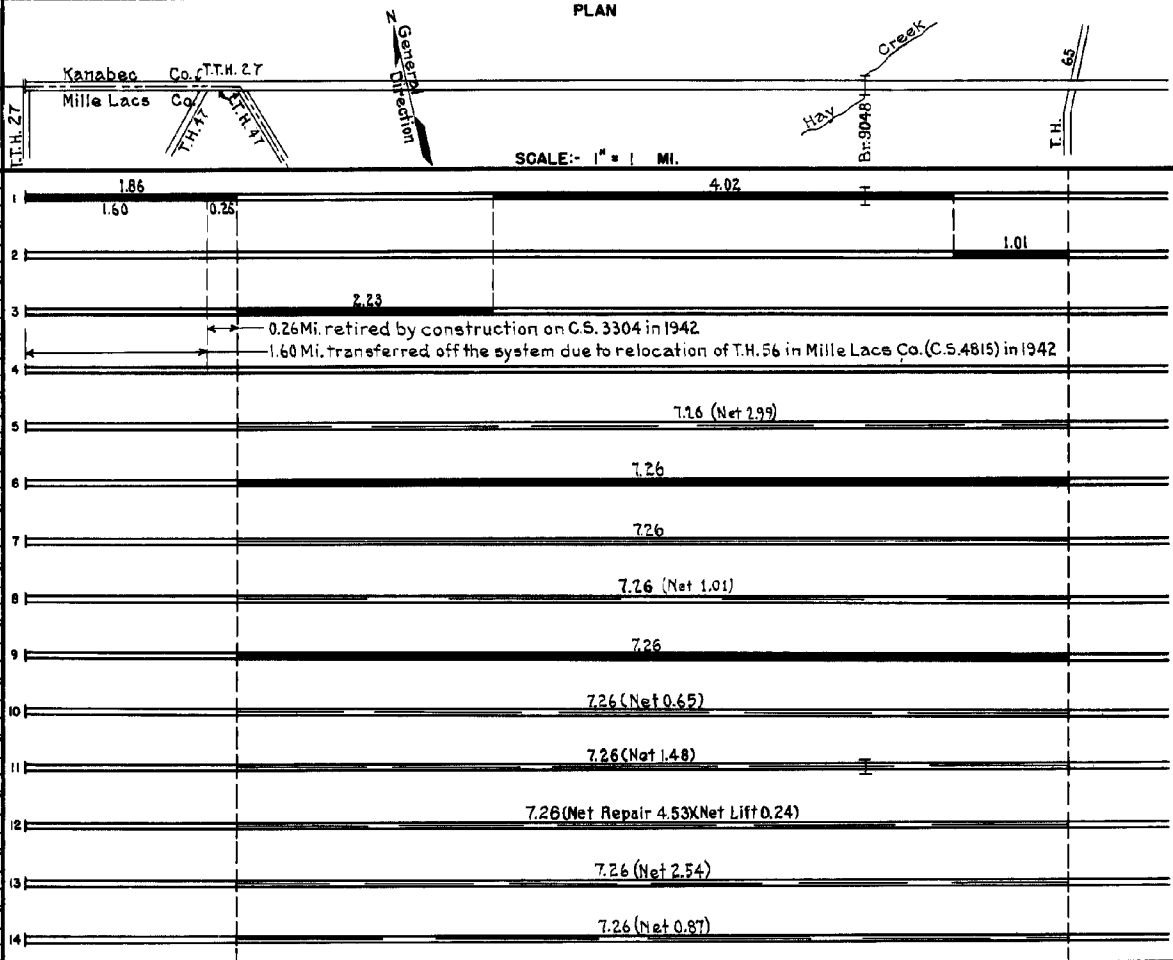 PLAN
N
General
Direction
Kanabec Co. T.T.H. 27
Mille Lacs Co.
T.T.H. 27
T.H. 47
T.H. 47
Creek
Hay
Br. 9048
T.H. 65
SCALE:- 1" = 1 MI.
1
1.86
4.02
1.60
0.26
2
1.01
3
2.23
0.26 Mi. retired by construction on C.S. 3304 in 1942
1.60 Mi. transferred off the system due to relocation of T.H. 56 in Mille Lacs Co. (C.S. 4815) in 1942
4
7.26 (Net 2.99)
5
7.26
6
7.26
7
7.26 (Net 1.01)
8
7.26
9
7.26 (Net 0.65)
10
7.26 (Net 1.48)
11
7.26 (Net Repair 4.53)(Net Lift 0.24)
12
7.26 (Net 2.54)
13
7.26 (Net 0.87)
14